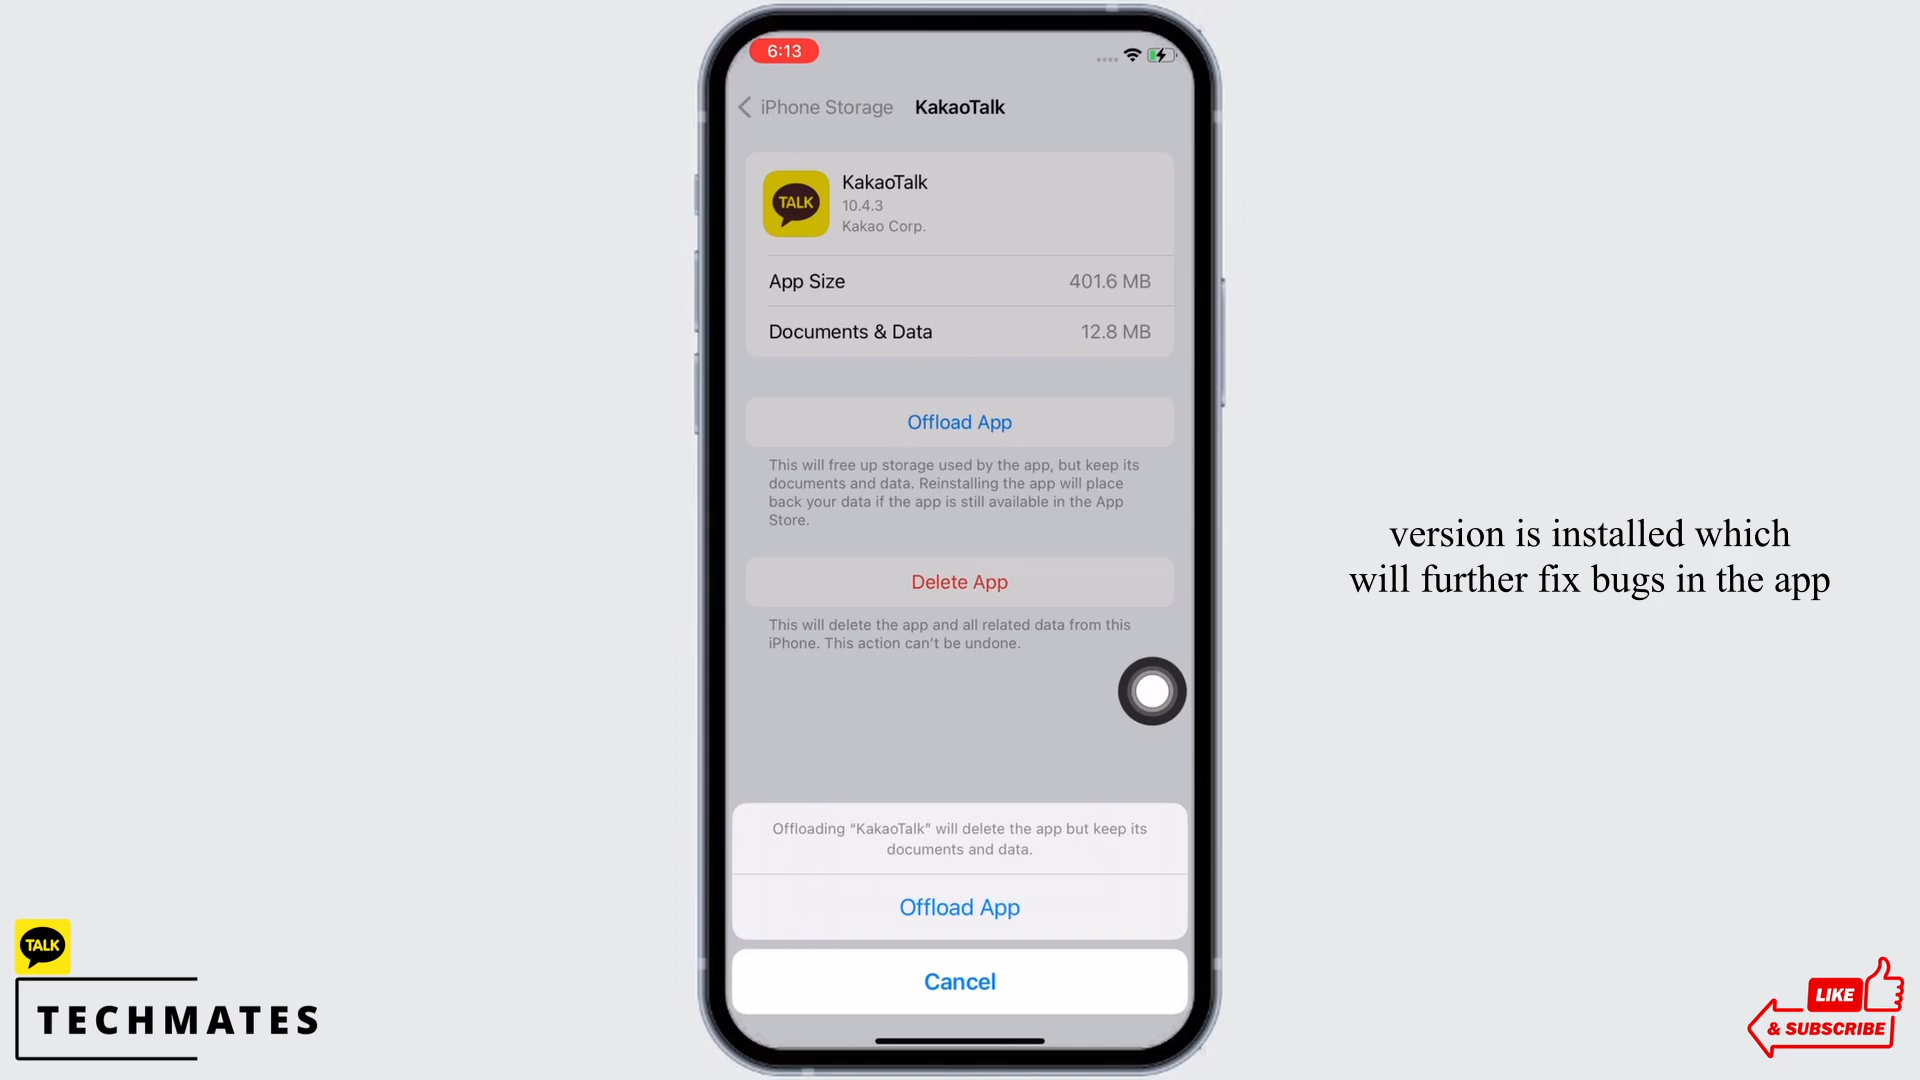 6:13
iPhone Storage KakaoTalk
TALK
KakaoTalk
10.4.3
Kakao Corp.
App Size 401.6 MB
Documents & Data 12.8 MB
Offload App
This will free up storage used by the app, but keep its
documents and data. Reinstalling the app will place
back your data if the app is still available in the App
Store.
Delete App
This will delete the app and all related data from this
iPhone. This action can't be undone.
Offloading “KakaoTalk” will delete the app but keep its
documents and data.
Offload App
Cancel
version is installed which
will further fix bugs in the app
TALK
TECHMATES
LIKE
& SUBSCRIBE